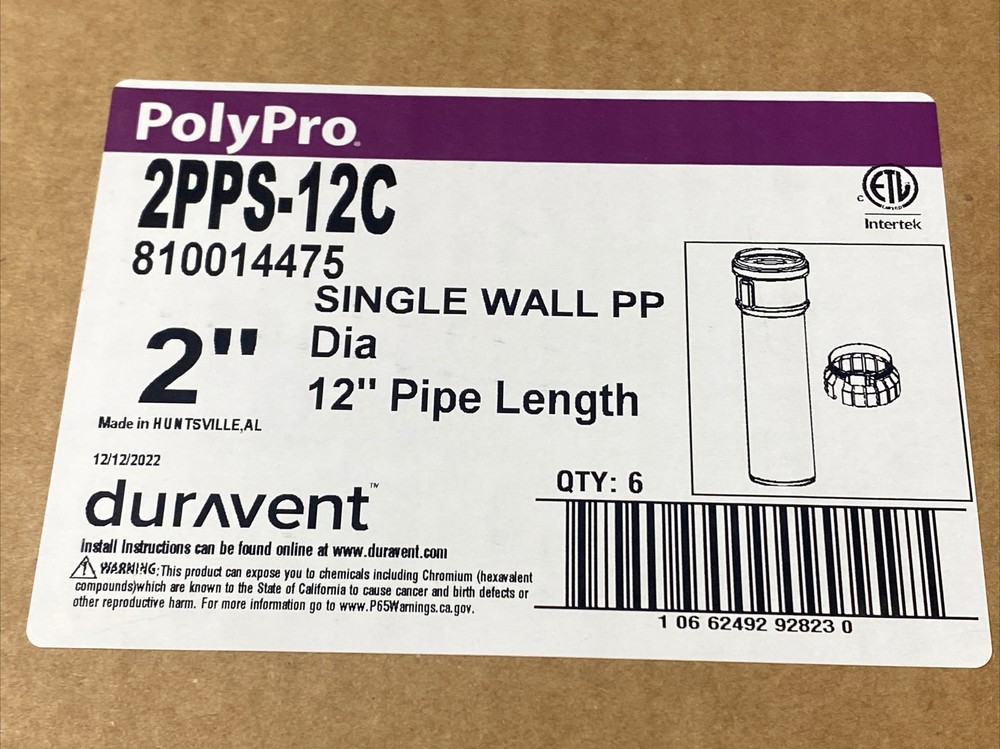 PolyPro®
2PPS-12C
810014475
C ETL
LISTED
Intertek
SINGLE WALL PP
2" Dia
12" Pipe Length
Made in HUNTSVILLE,AL
12/12/2022
QTY: 6
duravent™
Install Instructions can be found online at www.duravent.com
WARNING: This product can expose you to chemicals including Chromium (hexavalent
compounds)which are known to the State of California to cause cancer and birth defects or
other reproductive harm. For more information go to www.P65Warnings.ca.gov.
1 06 62492 92823 0